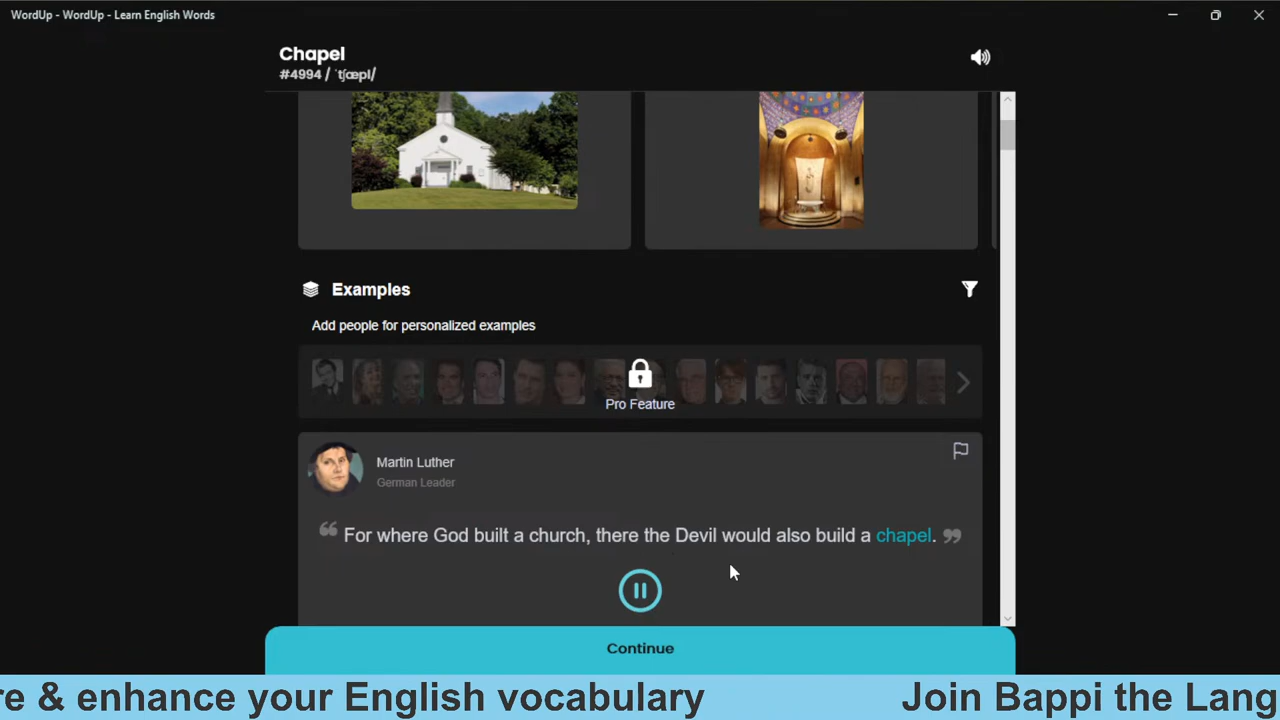 WordUp - WordUp - Learn English Words
Chapel
#4994 / ˈtʃæpl/
Examples
Add people for personalized examples
Pro Feature
Martin Luther
German Leader
“ For where God built a church, there the Devil would also build a chapel. ”
Continue
re & enhance your English vocabulary Join Bappi the Lang